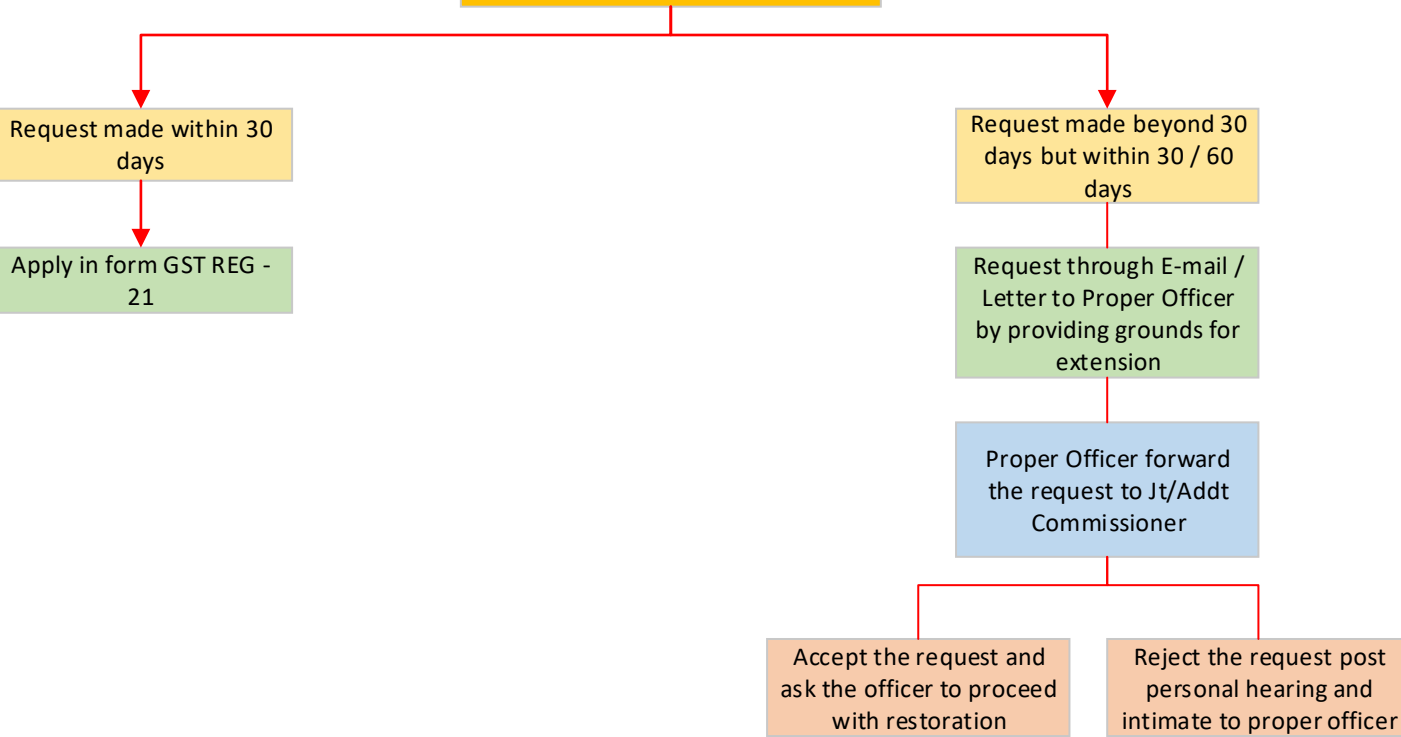 Request made within 30
days
Request made beyond 30
days but within 30 / 60
days
Apply in form GST REG -
21
Request through E-mail /
Letter to Proper Officer
by providing grounds for
extension
Proper Officer forward
the request to Jt/Addt
Commissioner
Accept the request and
ask the officer to proceed
with restoration
Reject the request post
personal hearing and
intimate to proper officer